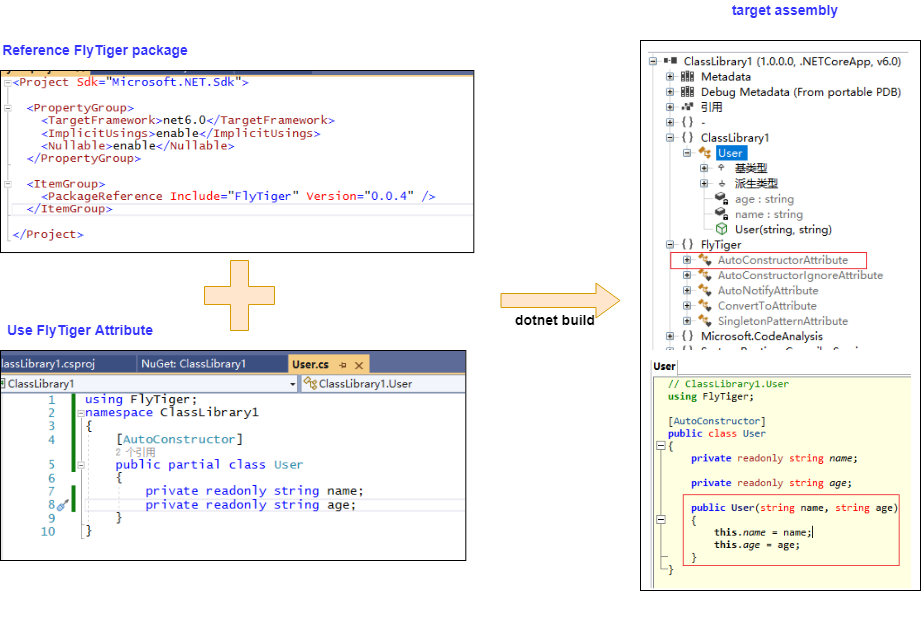 target assembly
Reference FlyTiger package
<Project Sdk="Microsoft.NET.Sdk">
<PropertyGroup>
<TargetFramework>net6.0</TargetFramework>
<ImplicitUsings>enable</ImplicitUsings>
<Nullable>enable</Nullable>
</PropertyGroup>
<ItemGroup>
<PackageReference Include="FlyTiger" Version="0.0.4" />
</ItemGroup>
</Project>
Use FlyTiger Attribute
lassLibrary1.csproj NuGet: ClassLibrary1 User.cs
ClassLibrary1 ClassLibrary1.User
1 using FlyTiger;
2 namespace ClassLibrary1
3 {
4 [AutoConstructor]
2 个引用
5 public partial class User
6 {
7 private readonly string name;
8 private readonly string age;
9 }
10 }
dotnet build
ClassLibrary1 (1.0.0.0, .NETCoreApp, v6.0)
Metadata
Debug Metadata (From portable PDB)
引用
{} -
{} ClassLibrary1
User
基类型
派生类型
age : string
name : string
User(string, string)
{} FlyTiger
AutoConstructorAttribute
AutoConstructorIgnoreAttribute
AutoNotifyAttribute
ConvertToAttribute
SingletonPatternAttribute
{} Microsoft.CodeAnalysis
User
// ClassLibrary1.User
using FlyTiger;
[AutoConstructor]
public class User
{
private readonly string name;
private readonly string age;
public User(string name, string age)
{
this.name = name;
this.age = age;
}
}